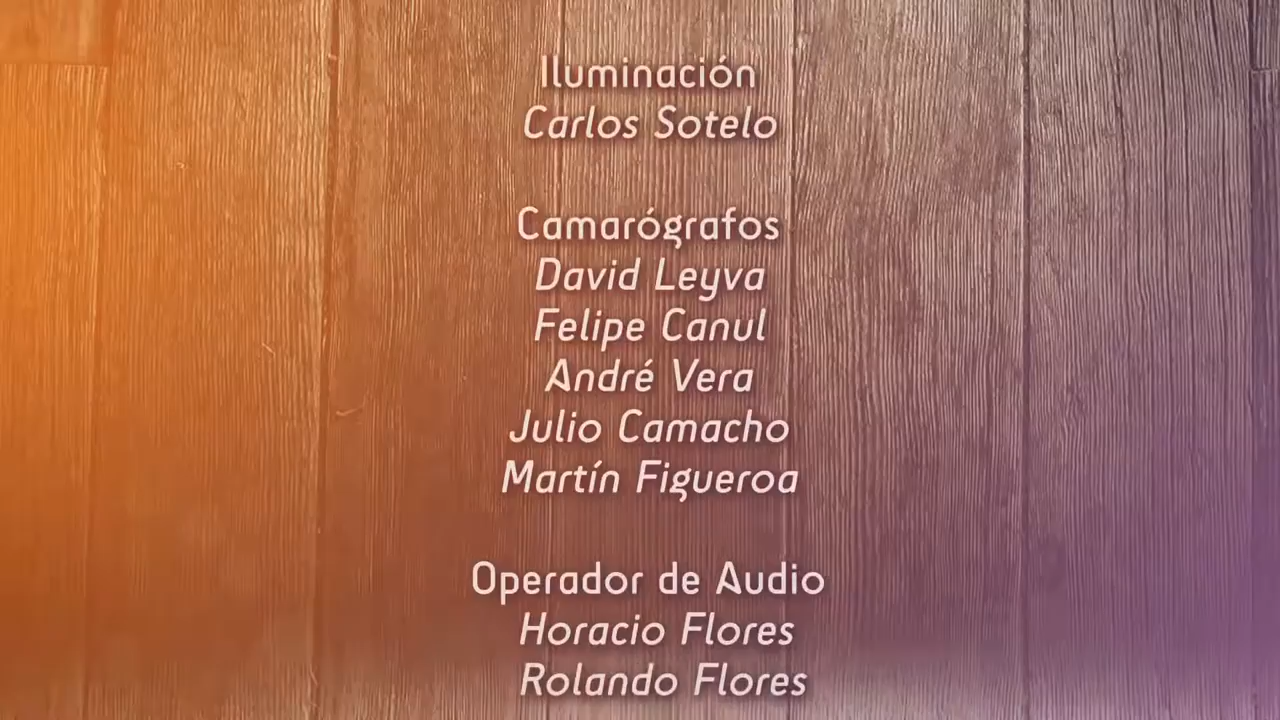 Iluminación
Carlos Sotelo
Camarógrafos
David Leyva
Felipe Canul
André Vera
Julio Camacho
Martín Figueroa
Operador de Audio
Horacio Flores
Rolando Flores